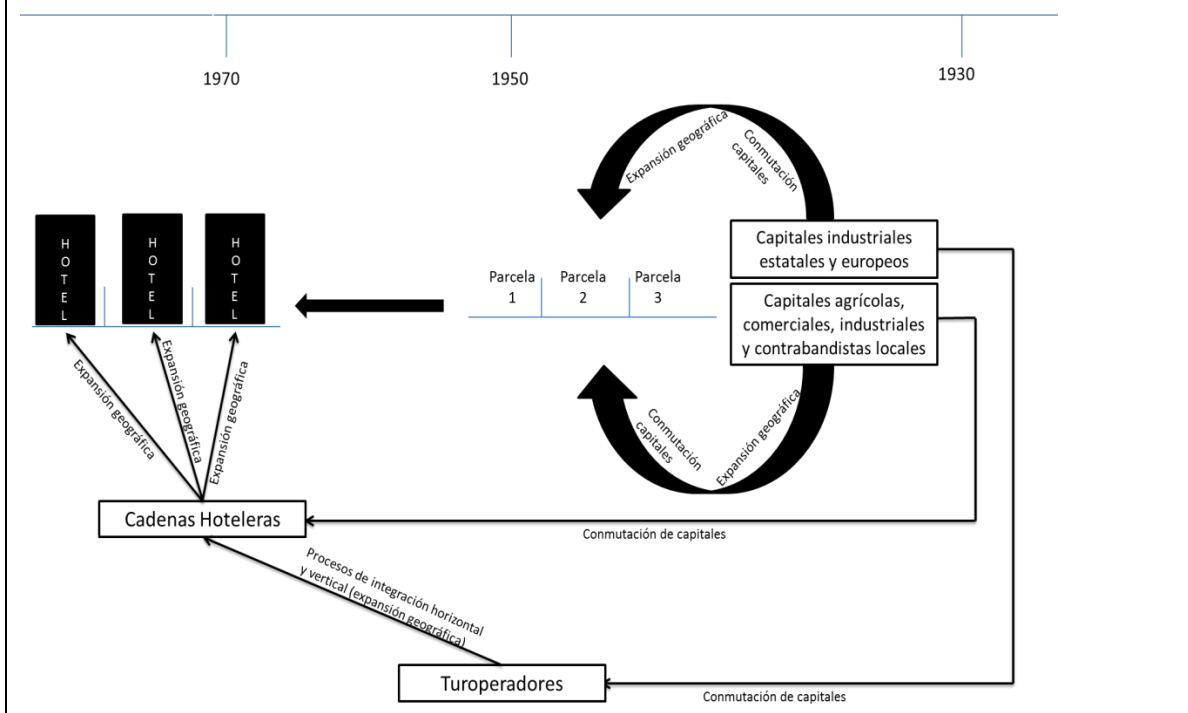 1970
1950
1930
Expansión geográfica
Conmutación
capitales
H
O
T
E
L
H
O
T
E
L
H
O
T
E
L
Parcela
1
Parcela
2
Parcela
3
Capitales industriales
estatales y europeos
Capitales agrícolas,
comerciales, industriales
y contrabandistas locales
Expansión geográfica
Expansión geográfica
Expansión geográfica
Conmutación
capitales
Expansión geográfica
Cadenas Hoteleras
Conmutación de capitales
Procesos de integración horizontal
y vertical (expansión geográfica)
Turoperadores
Conmutación de capitales